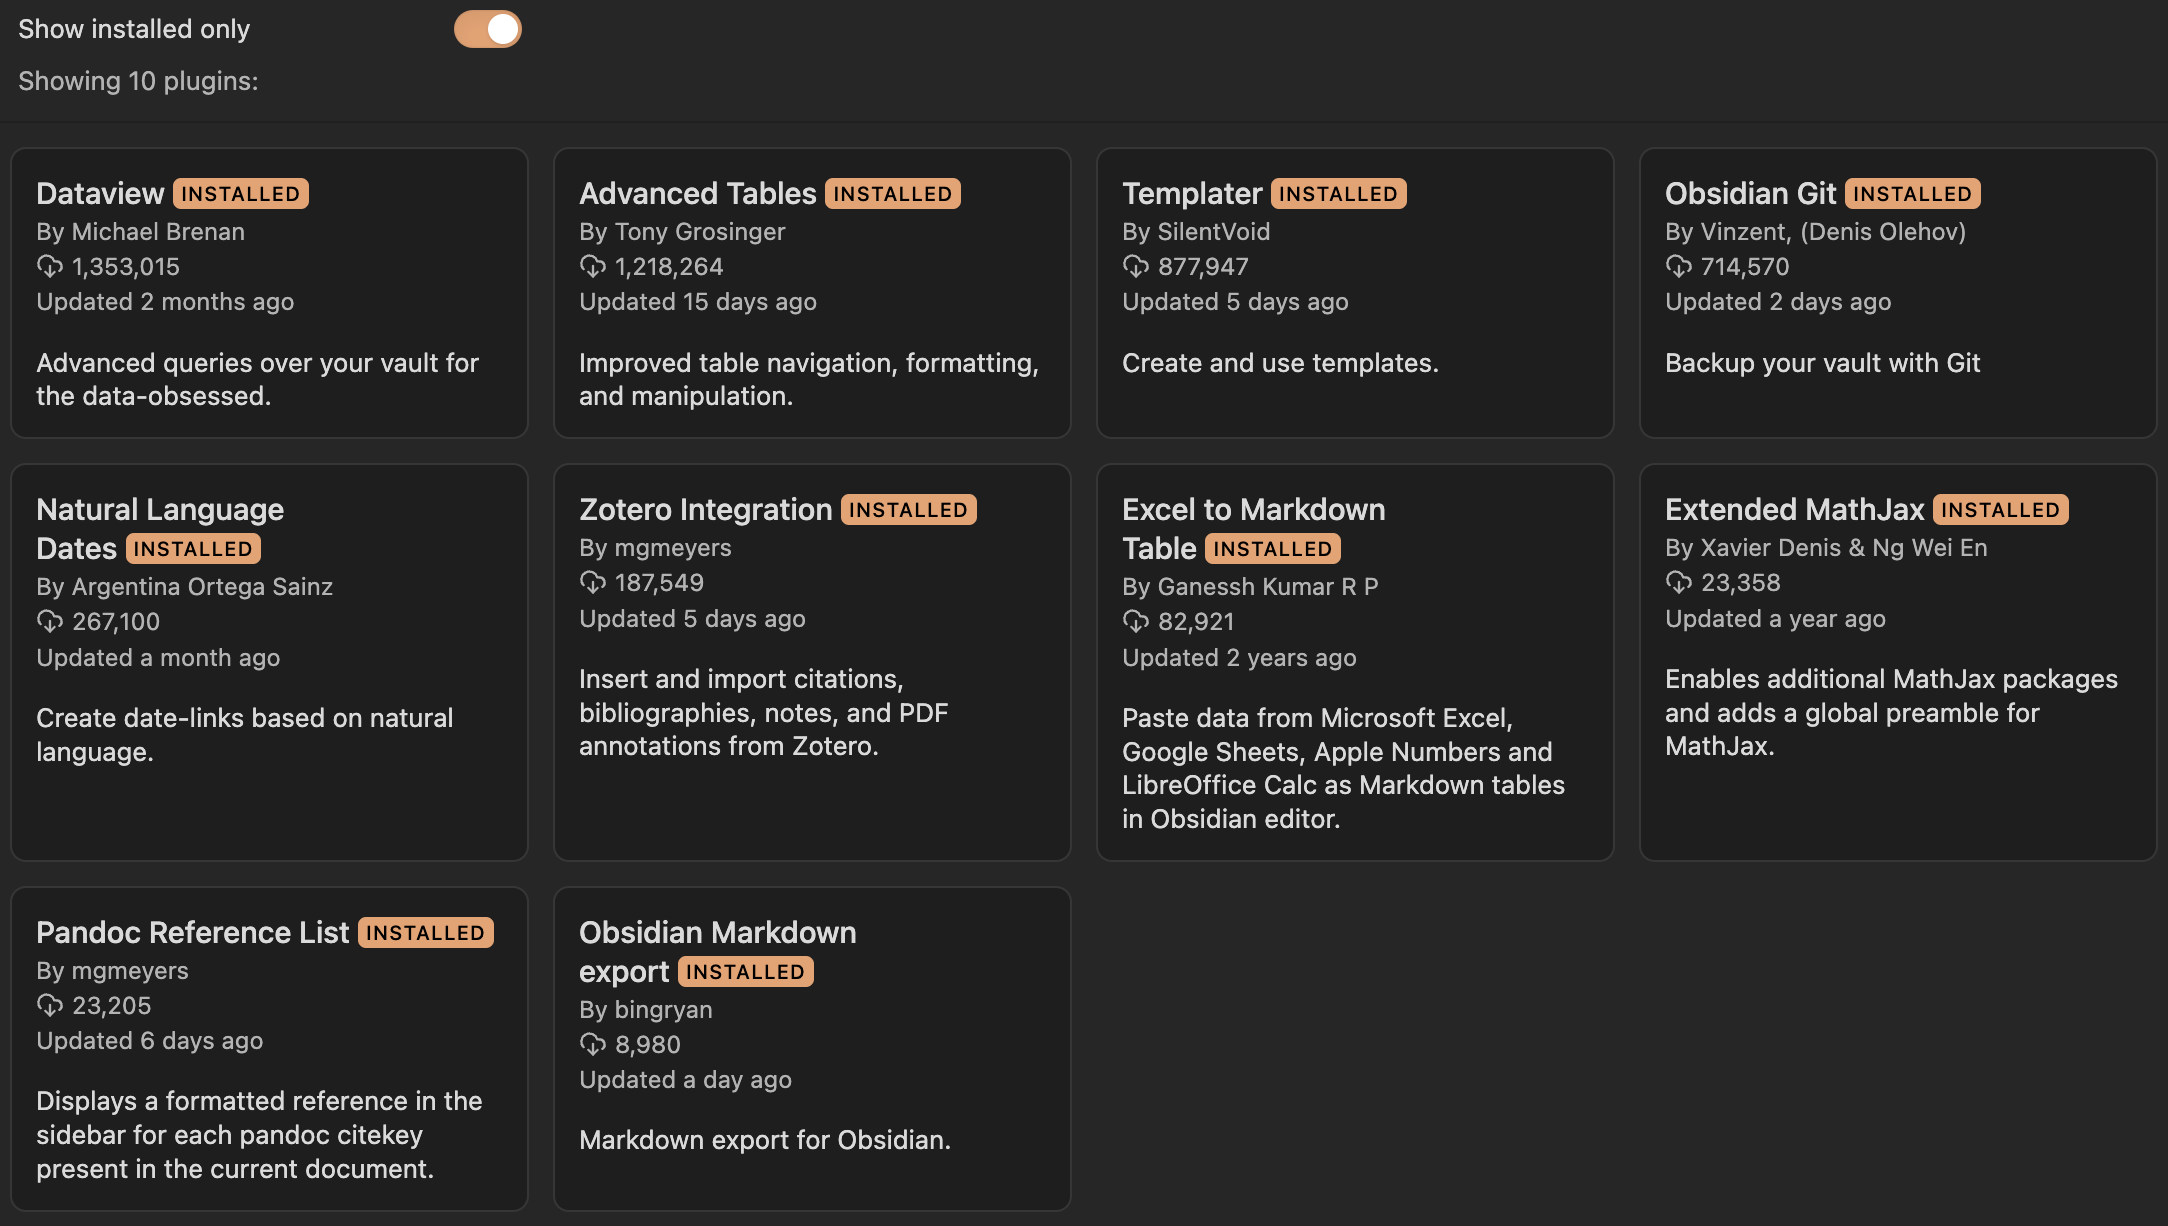 Show installed only
Showing 10 plugins:
Dataview INSTALLED
By Michael Brenan
1,353,015
Updated 2 months ago
Advanced queries over your vault for
the data-obsessed.
Advanced Tables INSTALLED
By Tony Grosinger
1,218,264
Updated 15 days ago
Improved table navigation, formatting,
and manipulation.
Templater INSTALLED
By SilentVoid
877,947
Updated 5 days ago
Create and use templates.
Obsidian Git INSTALLED
By Vinzent, (Denis Olehov)
714,570
Updated 2 days ago
Backup your vault with Git
Natural Language
Dates INSTALLED
By Argentina Ortega Sainz
267,100
Updated a month ago
Create date-links based on natural
language.
Zotero Integration INSTALLED
By mgmeyers
187,549
Updated 5 days ago
Insert and import citations,
bibliographies, notes, and PDF
annotations from Zotero.
Excel to Markdown
Table INSTALLED
By Ganessh Kumar R P
82,921
Updated 2 years ago
Paste data from Microsoft Excel,
Google Sheets, Apple Numbers and
LibreOffice Calc as Markdown tables
in Obsidian editor.
Extended MathJax INSTALLED
By Xavier Denis & Ng Wei En
23,358
Updated a year ago
Enables additional MathJax packages
and adds a global preamble for
MathJax.
Pandoc Reference List INSTALLED
By mgmeyers
23,205
Updated 6 days ago
Displays a formatted reference in the
sidebar for each pandoc citekey
present in the current document.
Obsidian Markdown
export INSTALLED
By bingryan
8,980
Updated a day ago
Markdown export for Obsidian.